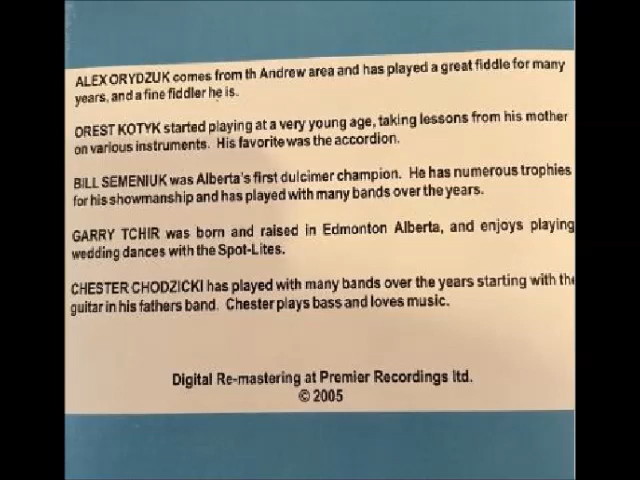 ALEX ORYDZUK comes from th Andrew area and has played a great fiddle for many
years, and a fine fiddler he is.
OREST KOTYK started playing at a very young age, taking lessons from his mother
on various instruments. His favorite was the accordion.
BILL SEMENIUK was Alberta's first dulcimer champion. He has numerous trophies
for his showmanship and has played with many bands over the years.
GARRY TCHIR was born and raised in Edmonton Alberta, and enjoys playing
wedding dances with the Spot-Lites.
CHESTER CHODZICKI has played with many bands over the years starting with the
guitar in his fathers band. Chester plays bass and loves music.
Digital Re-mastering at Premier Recordings ltd.
© 2005